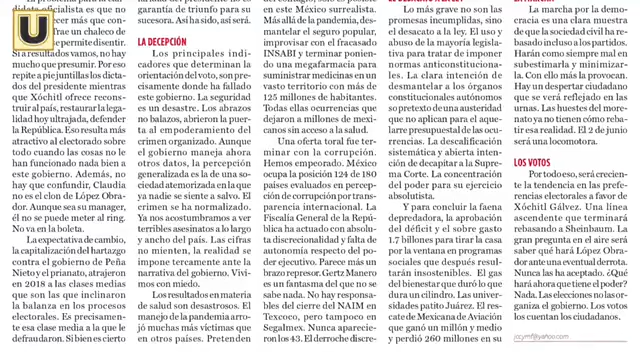 didata oficialista es que no
cer más que con-
rae un chaleco de
permite disentir.
Si a resultados vamos, no hay
mucho que presumir. Por eso
repite a pie juntillas los dicta-
dos del presidente mientras
que Xóchitl ofrece recons-
truir al país, restaurar la lega-
lidad hoy ultrajada, defender
la República. Eso resulta más
atractivo al electorado sobre
todo cuando las cosas no le
han funcionado nada bien a
este gobierno. Además, no
hay que confundir, Claudia
no es el clon de López Obra-
dor. Aunque sea su manager,
él no se puede meter al ring.
No va en la boleta.
La expectativa de cambio,
la capitalización del hartazgo
contra el gobierno de Peña
Nieto y el prianato, atrajeron
en 2018 a las clases medias
que son las que inclinaron
la balanza en los procesos
electorales. Es precisamen-
te esa clase media a la que le
defraudaron. Si bien es cierto
garantía de triunfo para su
sucesora. Así ha sido, así será.
LA DECEPCIÓN
Los principales indi-
cadores que determinan la
orientación del voto, son pre-
cisamente donde ha fallado
este gobierno. La seguridad
es un desastre. Los abrazos
no balazos, abrieron la puer-
ta al empoderamiento del
crimen organizado. Aunque
el gobierno maneja ahora
otros datos, la percepción
generalizada es la de una so-
ciedad atemorizada en la que
ya nadie se siente a salvo. El
crimen se ha normalizado.
Ya nos acostumbramos a ver
terribles asesinatos a lo largo
y ancho del país. Las cifras
no mienten, la realidad se
impone tercamente ante la
narrativa del gobierno. Vivi-
mos con miedo.
Los resultados en materia
de salud son desastrosos. El
manejo de la pandemia arro-
jó muchas más víctimas que
en otros países. Pretenden
en este México surrealista.
Más allá de la pandemia, des-
mantelar el seguro popular,
improvisar con el fracasado
INSABI y terminar ponien-
do una megafarmacia para
suministrar medicinas en un
vasto territorio con más de
125 millones de habitantes.
Todas ellas ocurrencias que
dejaron a millones de mexi-
canos sin acceso a la salud.
Una oferta toral fue ter-
minar con la corrupción.
Hemos empeorado. México
ocupa la posición 124 de 180
países evaluados en percep-
ción de corrupción por trans-
parencia internacional. La
Fiscalía General de la Repú-
blica ha actuado con absolu-
ta discrecionalidad y falta de
autonomía respecto del po-
der ejecutivo. Parece más un
brazo represor. Gertz Manero
es un fantasma del que no se
sabe nada. No hay responsa-
bles del cierre del NAIM en
Texcoco, pero tampoco en
Segalmex. Nunca aparecie-
ron los 43. El derroche discre-
Lo más grave no son las
promesas incumplidas, sino
el desacato a la ley. El uso y
abuso de la mayoría legisla-
tiva para tratar de imponer
normas anticonstituciona-
les. La clara intención de
desmantelar a los órganos
constitucionales autónomos
so pretexto de una austeridad
que no aplican para el aque-
larre presupuestal de las ocu-
rrencias. La descalificación
sistemática y abierta inten-
ción de decapitar a la Supre-
ma Corte. La concentración
del poder para su ejercicio
absolutista.
Y para concluir la faena
depredadora, la aprobación
del déficit y el sobre gasto
1.7 billones para tirar la casa
por la ventana en programas
sociales que después resul-
tarán insostenibles. El gas
del bienestar que duró lo que
dura un cilindro. Las univer-
sidades patito Juárez. El res-
cate de Mexicana de Aviación
que ganó un millón y medio
y perdió 260 millones en su
La marcha por la demo-
cracia es una clara muestra
de que la sociedad civil ha re-
basado incluso a los partidos.
Harán como siempre mal en
subestimarla y minimizar-
la. Con ello más la provocan.
Hay un despertar ciudadano
que se verá reflejado en las
urnas. Las huestes del more-
nato ya no tienen cómo reba-
tir esa realidad. El 2 de junio
será una locomotora.
LOS VOTOS
Por todo eso, será crecien-
te la tendencia en las prefe-
rencias electorales a favor de
Xóchitl Gálvez. Una línea
ascendente que terminará
rebasando a Sheinbaum. La
gran pregunta en el aire será
saber qué hará López Obra-
dor ante una eventual derrota.
Nunca las ha aceptado. ¿Qué
hará ahora que tiene el poder?
Nada. Las elecciones no las or-
ganiza el gobierno. Los votos
los cuentan los ciudadanos.
jccymf@yahoo.com